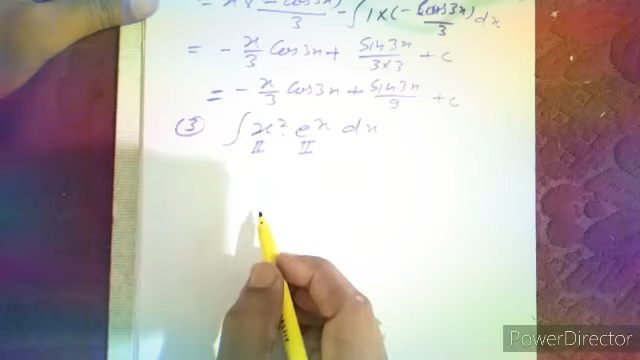 = x (-cos3x)/3 - ∫1×(-cos3x)/3 dx
= - x/3 cos3x + sin3x/3×3 + c
= - x/3 cos3x + sin3x/9 + c
③ ∫ x². eˣ dx
II II
PowerDirector